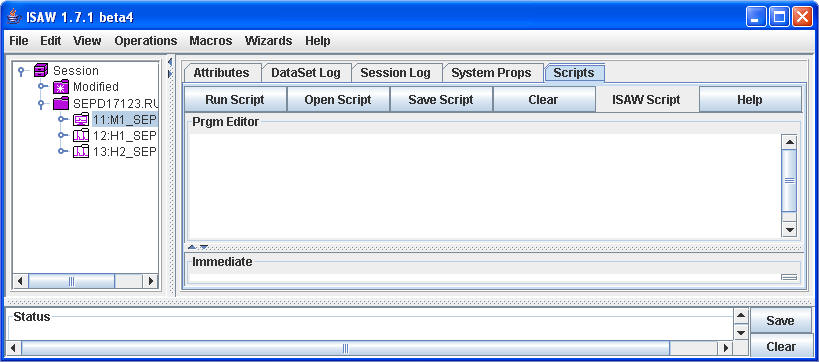 ISAW 1.7.1 beta4
File Edit View Operations Macros Wizards Help
Session
Modified
SEPD17123.RU
11:M1_SEP
12:H1_SEP
13:H2_SEP
Attributes DataSet Log Session Log System Props Scripts
Run Script Open Script Save Script Clear ISAW Script Help
Prgm Editor
Immediate
Status
Save
Clear